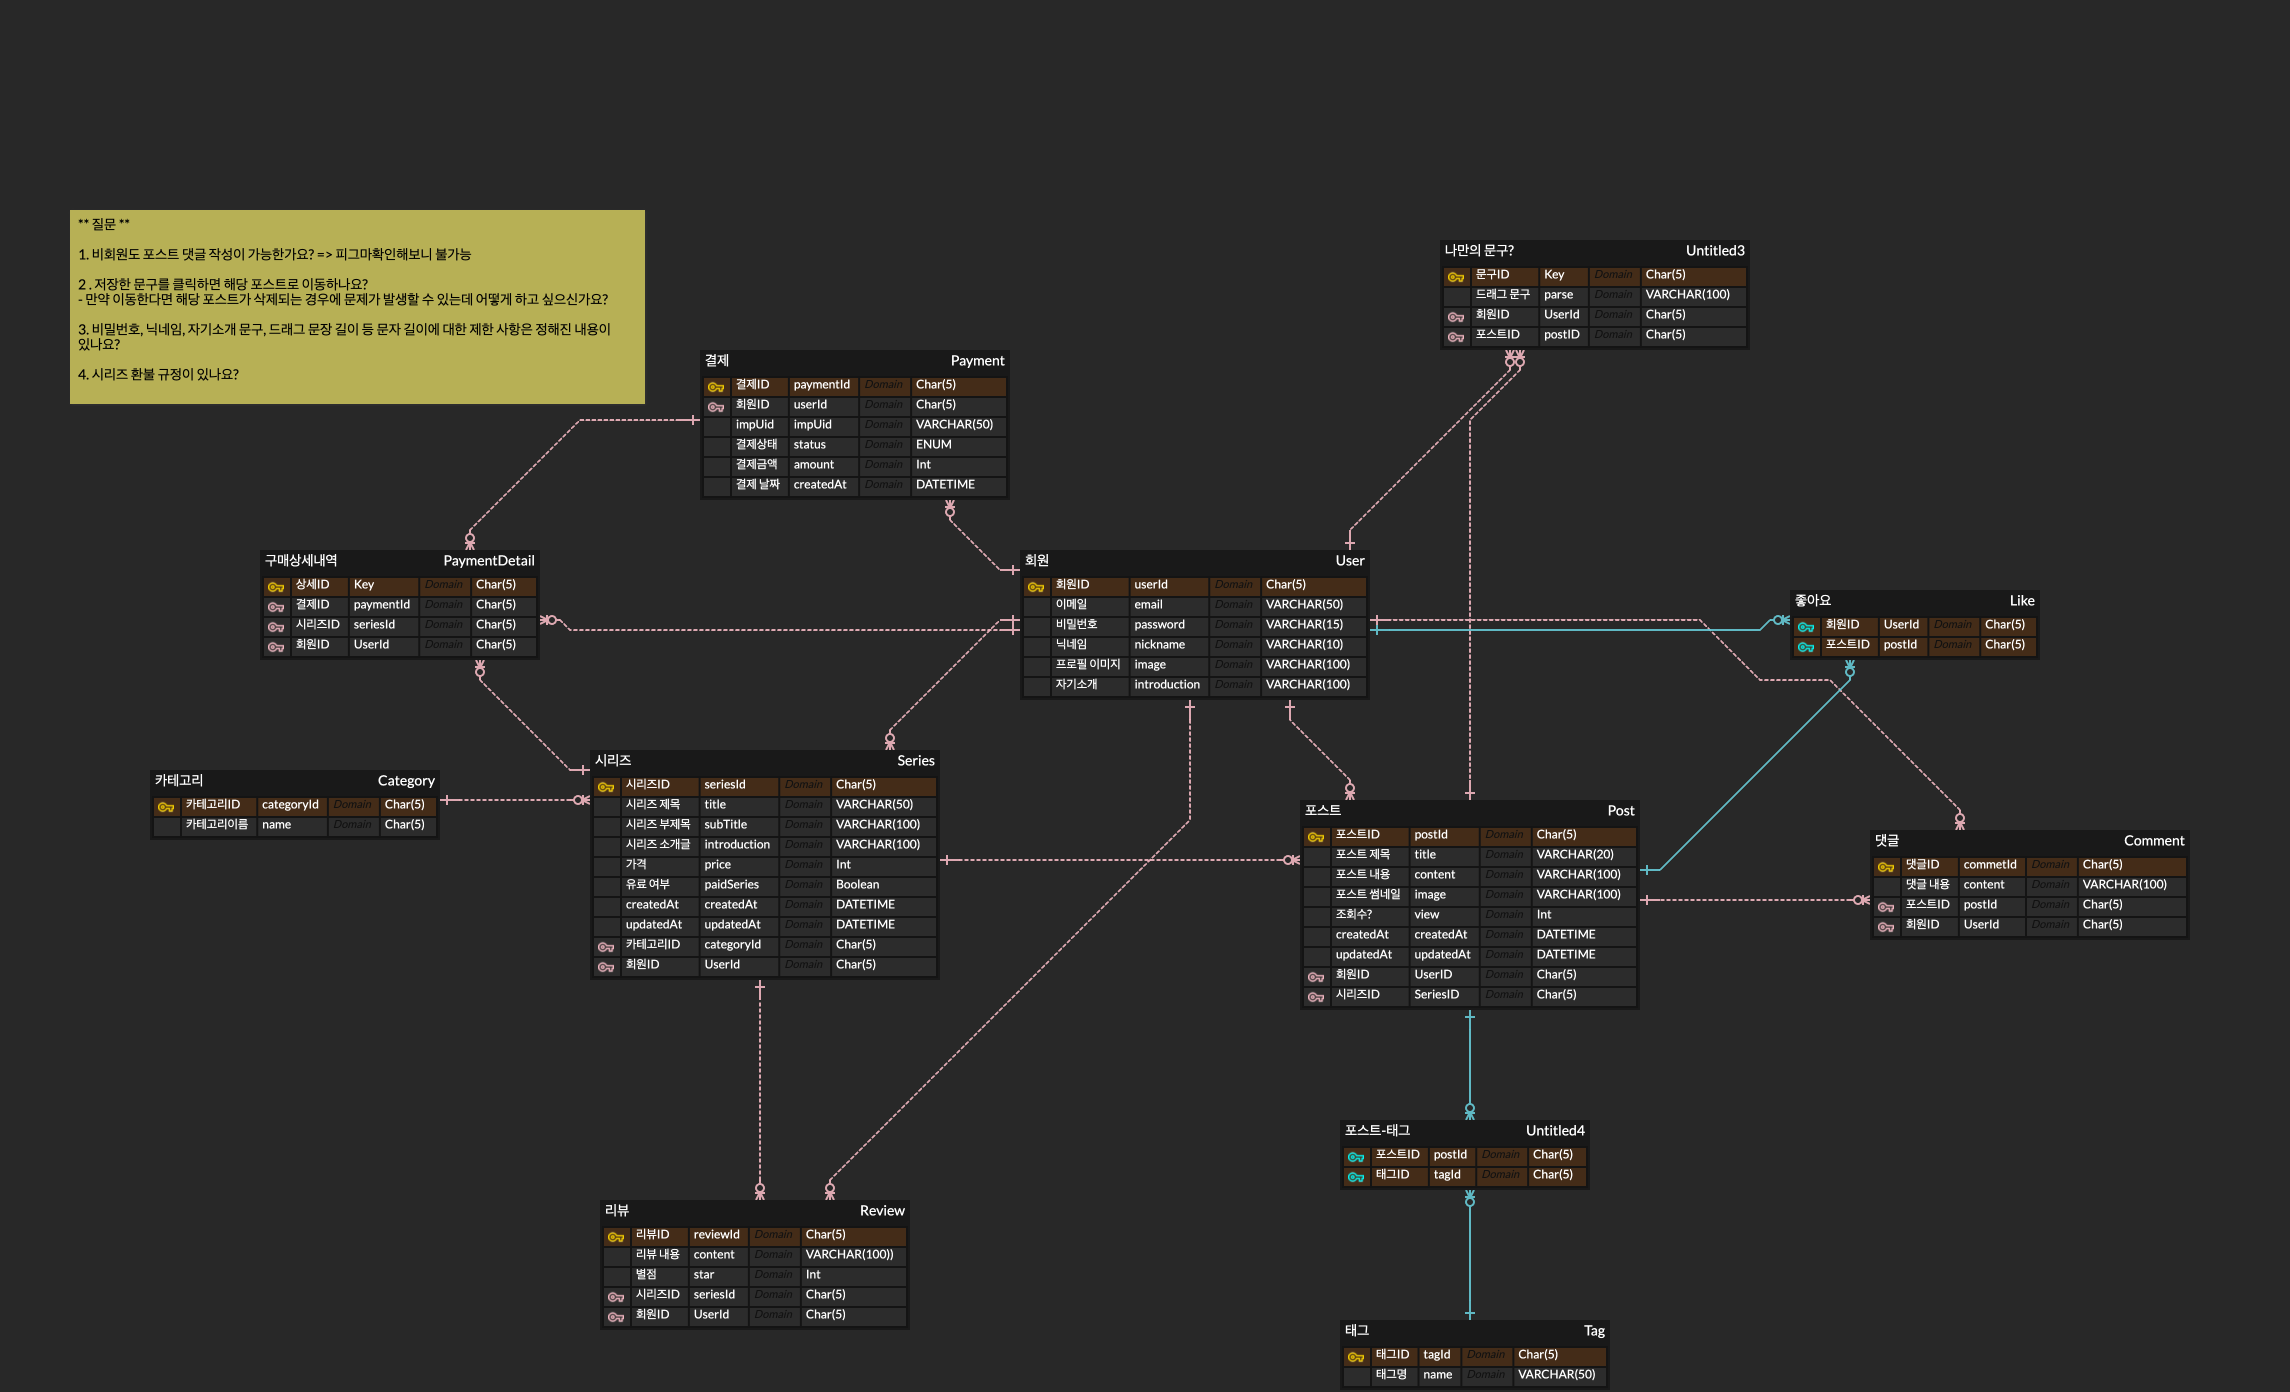 ** 질문 **
1. 비회원도 포스트 댓글 작성이 가능한가요? => 피그마확인해보니 불가능
2 . 저장한 문구를 클릭하면 해당 포스트로 이동하나요?
- 만약 이동한다면 해당 포스트가 삭제되는 경우에 문제가 발생할 수 있는데 어떻게 하고 싶으신가요?
3. 비밀번호, 닉네임, 자기소개 문구, 드래그 문장 길이 등 문자 길이에 대한 제한 사항은 정해진 내용이
있나요?
4. 시리즈 환불 규정이 있나요?
나만의 문구? Untitled3
문구ID Key Domain Char(5)
드래그 문구 parse Domain VARCHAR(100)
회원ID UserId Domain Char(5)
포스트ID postID Domain Char(5)
결제 Payment
결제ID paymentId Domain Char(5)
회원ID userId Domain Char(5)
impUid impUid Domain VARCHAR(50)
결제상태 status Domain ENUM
결제금액 amount Domain Int
결제 날짜 createdAt Domain DATETIME
구매상세내역 PaymentDetail
상세ID Key Domain Char(5)
결제ID paymentId Domain Char(5)
시리즈ID seriesId Domain Char(5)
회원ID UserId Domain Char(5)
회원 User
회원ID userId Domain Char(5)
이메일 email Domain VARCHAR(50)
비밀번호 password Domain VARCHAR(15)
닉네임 nickname Domain VARCHAR(10)
프로필 이미지 image Domain VARCHAR(100)
자기소개 introduction Domain VARCHAR(100)
좋아요 Like
회원ID UserId Domain Char(5)
포스트ID postId Domain Char(5)
카테고리 Category
카테고리ID categoryId Domain Char(5)
카테고리이름 name Domain Char(5)
시리즈 Series
시리즈ID seriesId Domain Char(5)
시리즈 제목 title Domain VARCHAR(50)
시리즈 부제목 subTitle Domain VARCHAR(100)
시리즈 소개글 introduction Domain VARCHAR(100)
가격 price Domain Int
유료 여부 paidSeries Domain Boolean
createdAt createdAt Domain DATETIME
updatedAt updatedAt Domain DATETIME
카테고리ID categoryId Domain Char(5)
회원ID UserId Domain Char(5)
포스트 Post
포스트ID postId Domain Char(5)
포스트 제목 title Domain VARCHAR(20)
포스트 내용 content Domain VARCHAR(100)
포스트 썸네일 image Domain VARCHAR(100)
조회수? view Domain Int
createdAt createdAt Domain DATETIME
updatedAt updatedAt Domain DATETIME
회원ID UserID Domain Char(5)
시리즈ID SeriesID Domain Char(5)
댓글 Comment
댓글ID commetId Domain Char(5)
댓글 내용 content Domain VARCHAR(100)
포스트ID postId Domain Char(5)
회원ID UserId Domain Char(5)
포스트-태그 Untitled4
포스트ID postId Domain Char(5)
태그ID tagId Domain Char(5)
리뷰 Review
리뷰ID reviewId Domain Char(5)
리뷰 내용 content Domain VARCHAR(100))
별점 star Domain Int
시리즈ID seriesId Domain Char(5)
회원ID UserId Domain Char(5)
태그 Tag
태그ID tagId Domain Char(5)
태그명 name Domain VARCHAR(50)